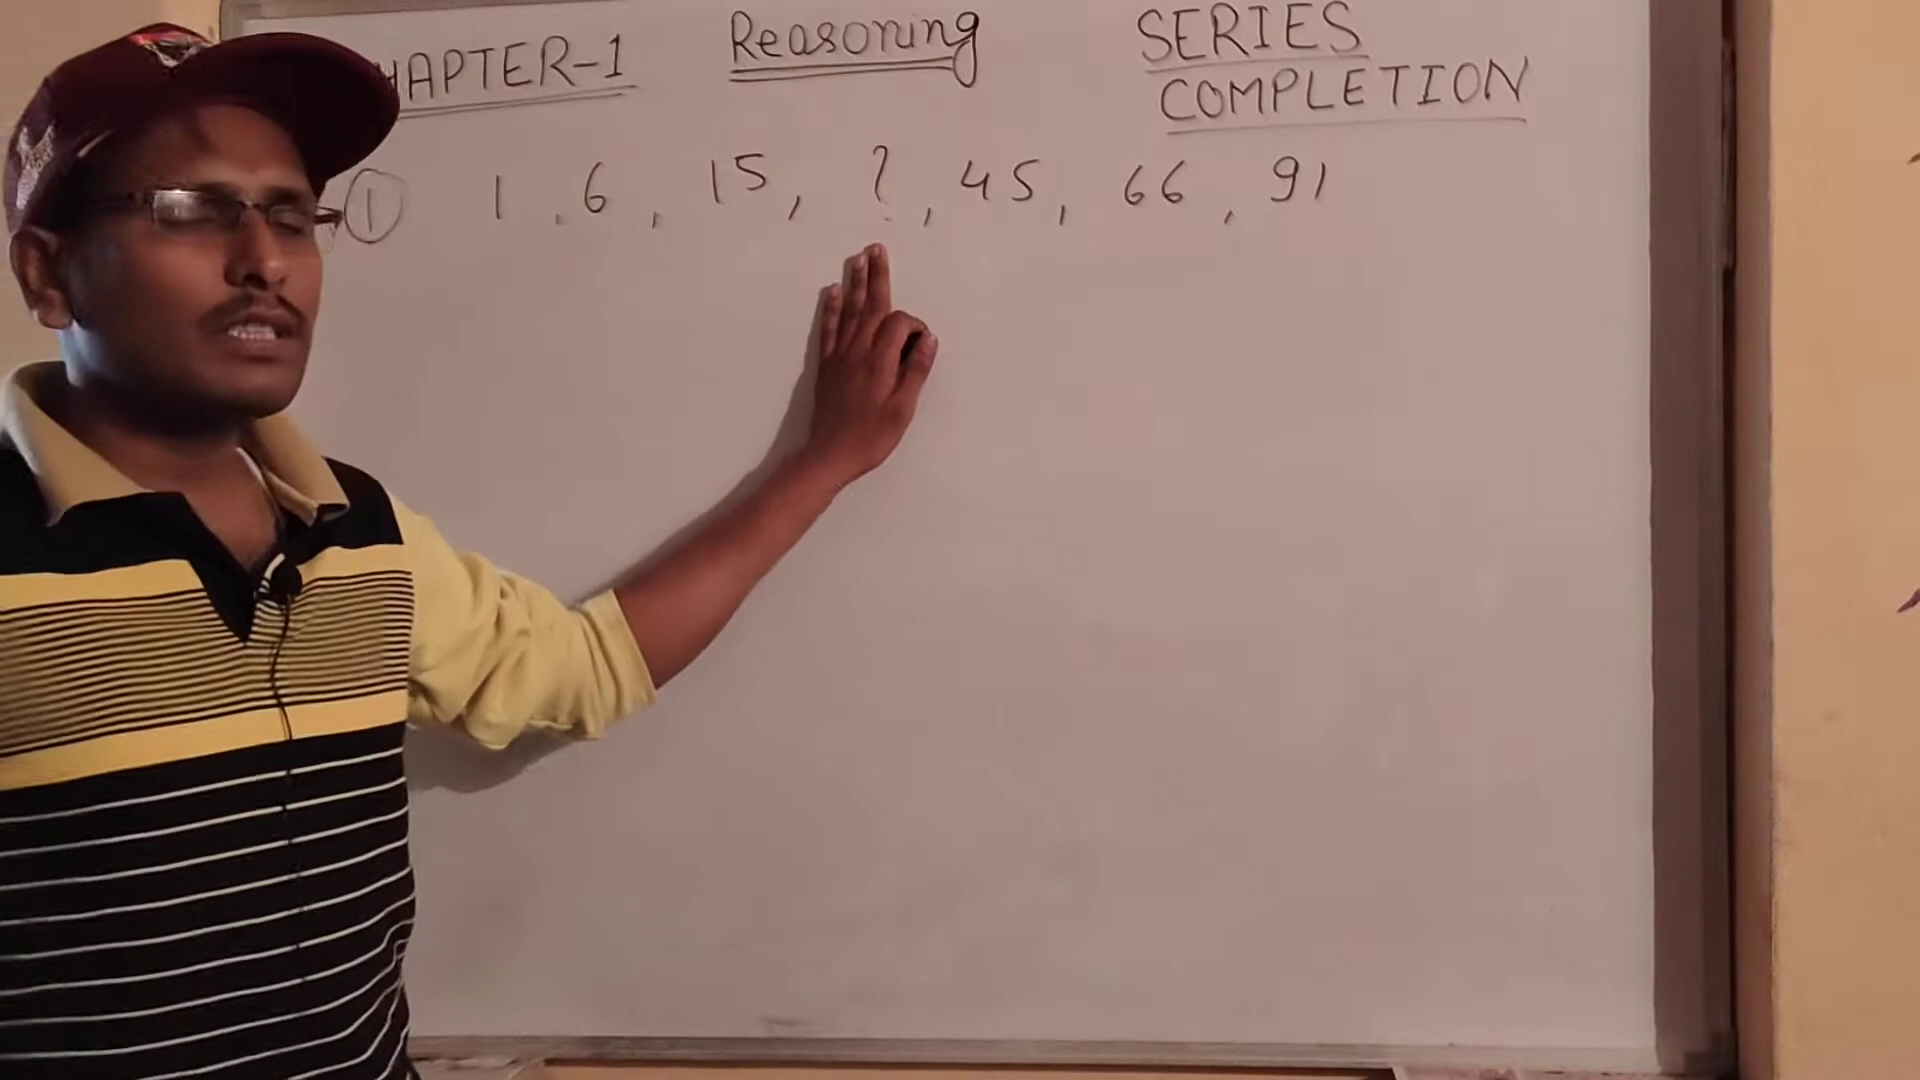 HAPTER-1 Reasoning SERIES
COMPLETION
① 1, 6, 15, ?, 45, 66, 91